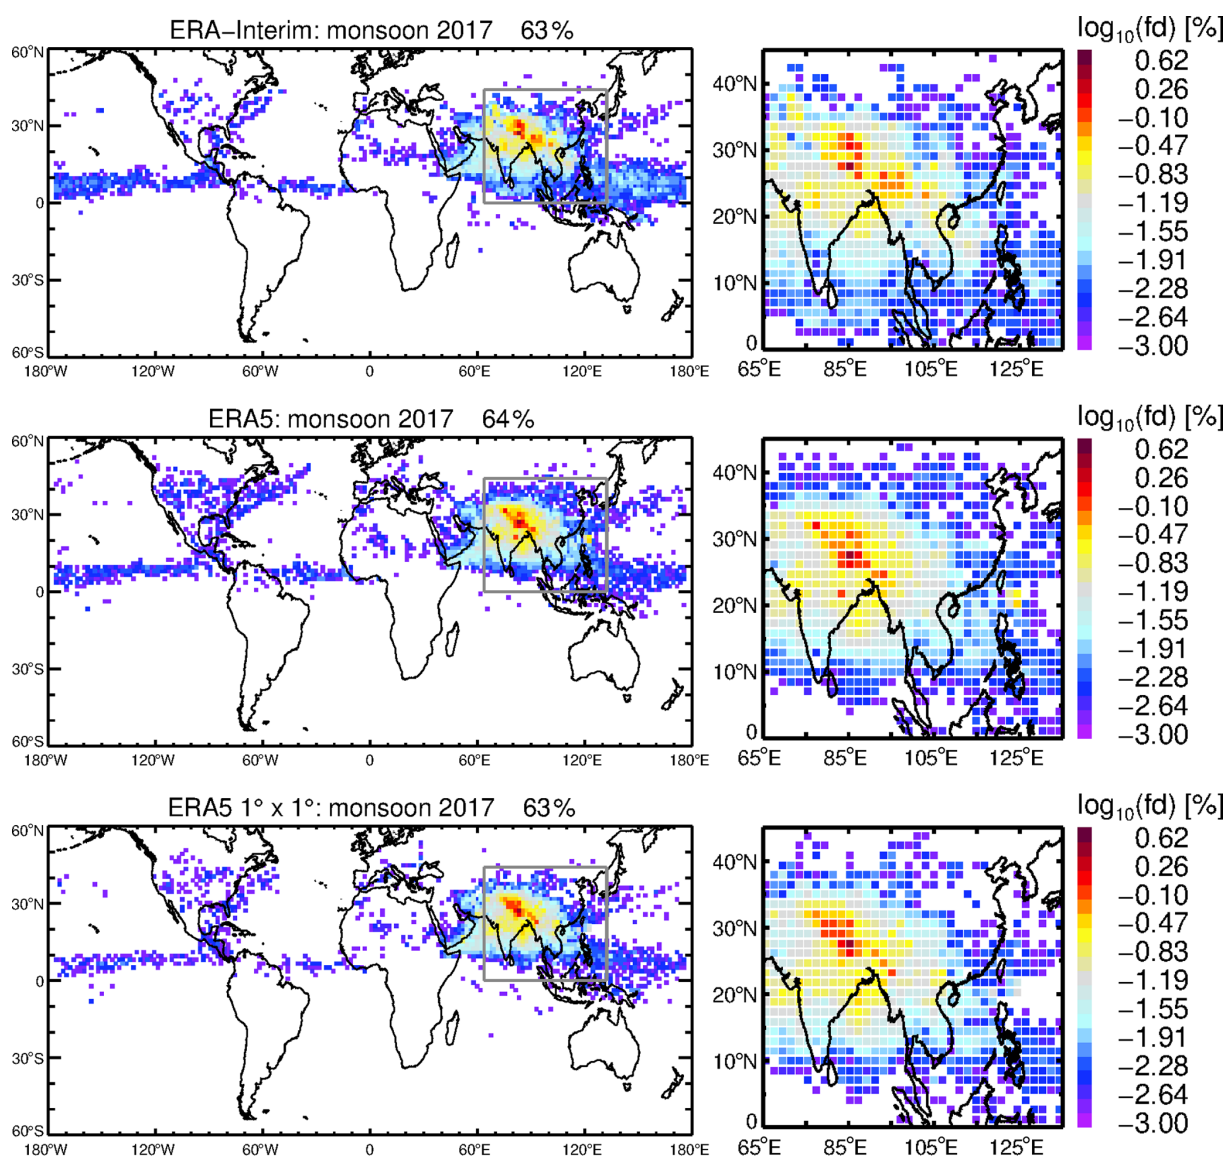 ERA−Interim: monsoon 2017 63%
log₁₀(fd) [%]
60°N
30°N
0
30°S
60°S
180°W 120°W 60°W 0 60°E 120°E 180°E
40°N
30°N
20°N
10°N
0
65°E 85°E 105°E 125°E
0.62
0.26
−0.10
−0.47
−0.83
−1.19
−1.55
−1.91
−2.28
−2.64
−3.00
ERA5: monsoon 2017 64%
log₁₀(fd) [%]
60°N
30°N
0
30°S
60°S
180°W 120°W 60°W 0 60°E 120°E 180°E
40°N
30°N
20°N
10°N
0
65°E 85°E 105°E 125°E
0.62
0.26
−0.10
−0.47
−0.83
−1.19
−1.55
−1.91
−2.28
−2.64
−3.00
ERA5 1° x 1°: monsoon 2017 63%
log₁₀(fd) [%]
60°N
30°N
0
30°S
60°S
180°W 120°W 60°W 0 60°E 120°E 180°E
40°N
30°N
20°N
10°N
0
65°E 85°E 105°E 125°E
0.62
0.26
−0.10
−0.47
−0.83
−1.19
−1.55
−1.91
−2.28
−2.64
−3.00